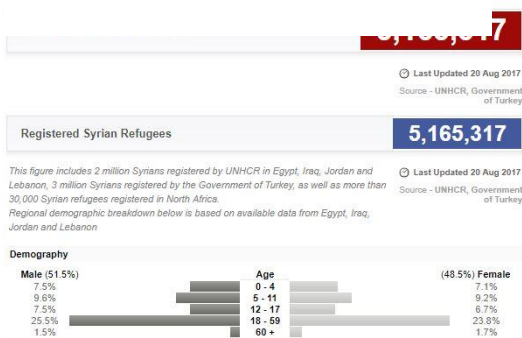 Last Updated 20 Aug 2017
Source - UNHCR, Government
of Turkey
Registered Syrian Refugees
5,165,317
This figure includes 2 million Syrians registered by UNHCR in Egypt, Iraq, Jordan and
Lebanon, 3 million Syrians registered by the Government of Turkey, as well as more than
30,000 Syrian refugees registered in North Africa.
Regional demographic breakdown below is based on available data from Egypt, Iraq,
Jordan and Lebanon
Last Updated 20 Aug 2017
Source - UNHCR, Government
of Turkey
Demography
Male (51.5%) Age (48.5%) Female
7.5% 0 - 4 7.1%
9.6% 5 - 11 9.2%
7.5% 12 - 17 6.7%
25.5% 18 - 59 23.8%
1.5% 60 + 1.7%